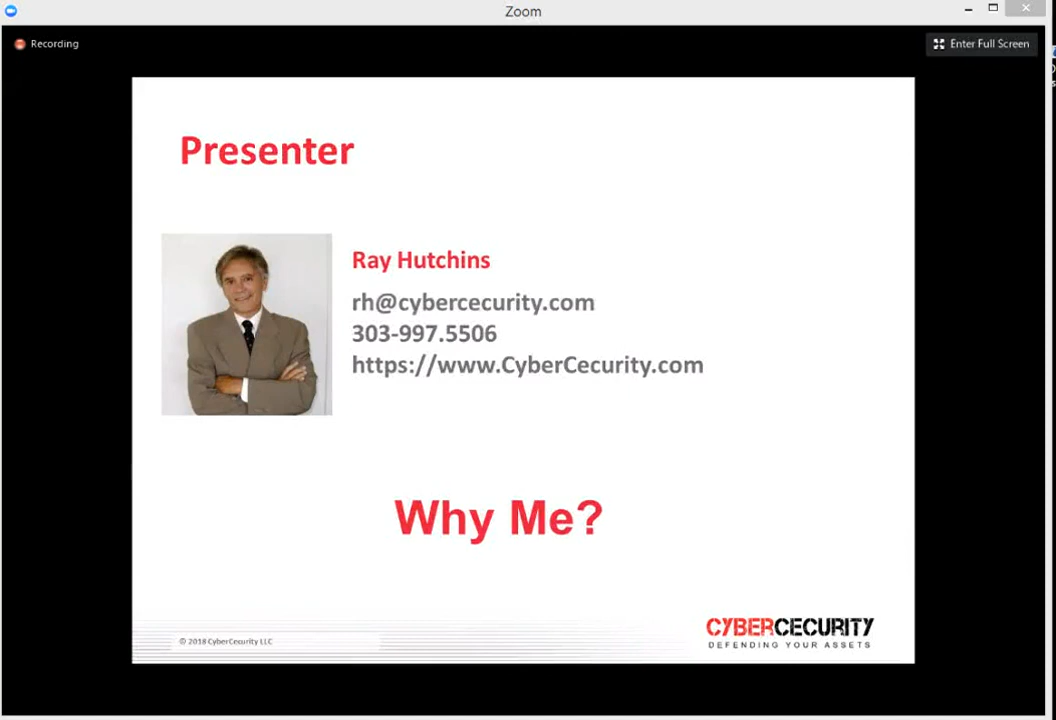 Zoom
Recording
Enter Full Screen
Presenter
Ray Hutchins
rh@cybercecurity.com
303-997.5506
https://www.CyberCecurity.com
Why Me?
© 2018 CyberCecurity LLC
CYBERCECURITY
DEFENDING YOUR ASSETS